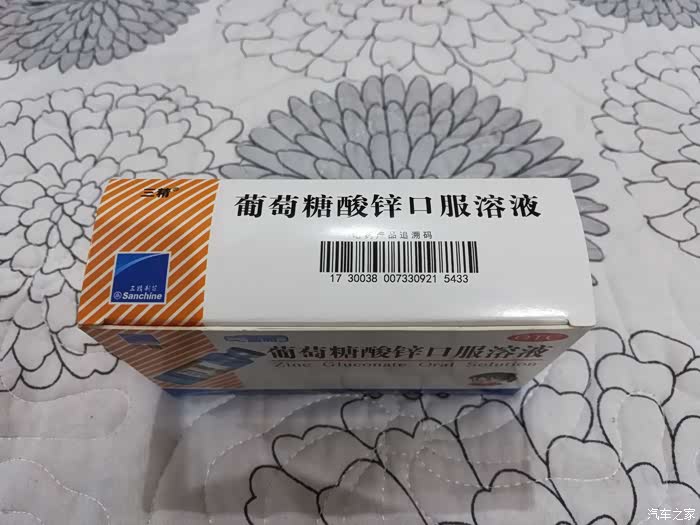 三精®
葡萄糖酸锌口服溶液
产品追溯码
17 30038 007330921 5433
三精制药
Sanchine
葡萄糖酸锌口服溶液
OTC
Zinc Gluconate Oral Solution
汽车之家